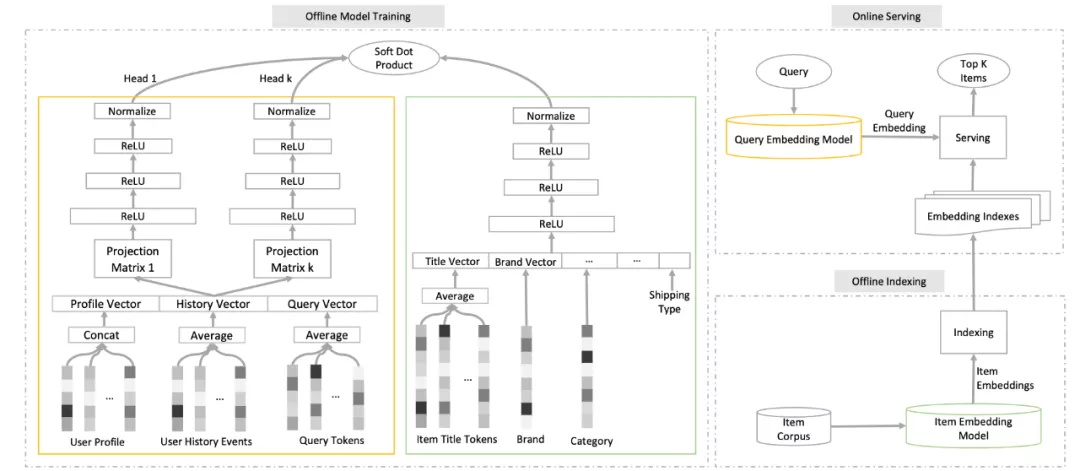 Offline Model Training
Soft Dot
Product
Head 1
Head k
Normalize
ReLU
ReLU
ReLU
Projection
Matrix 1
Normalize
ReLU
ReLU
ReLU
Projection
Matrix k
Profile Vector
History Vector
Query Vector
Concat
Average
Average
...
...
...
User Profile
User History Events
Query Tokens
Normalize
ReLU
ReLU
ReLU
Title Vector
Brand Vector
...
...
Average
Shipping
Type
...
Item Title Tokens
Brand
Category
Online Serving
Query
Top K
Items
Query Embedding Model
Query
Embedding
Serving
Embedding Indexes
Offline Indexing
Indexing
Item
Embeddings
Item
Corpus
Item Embedding
Model